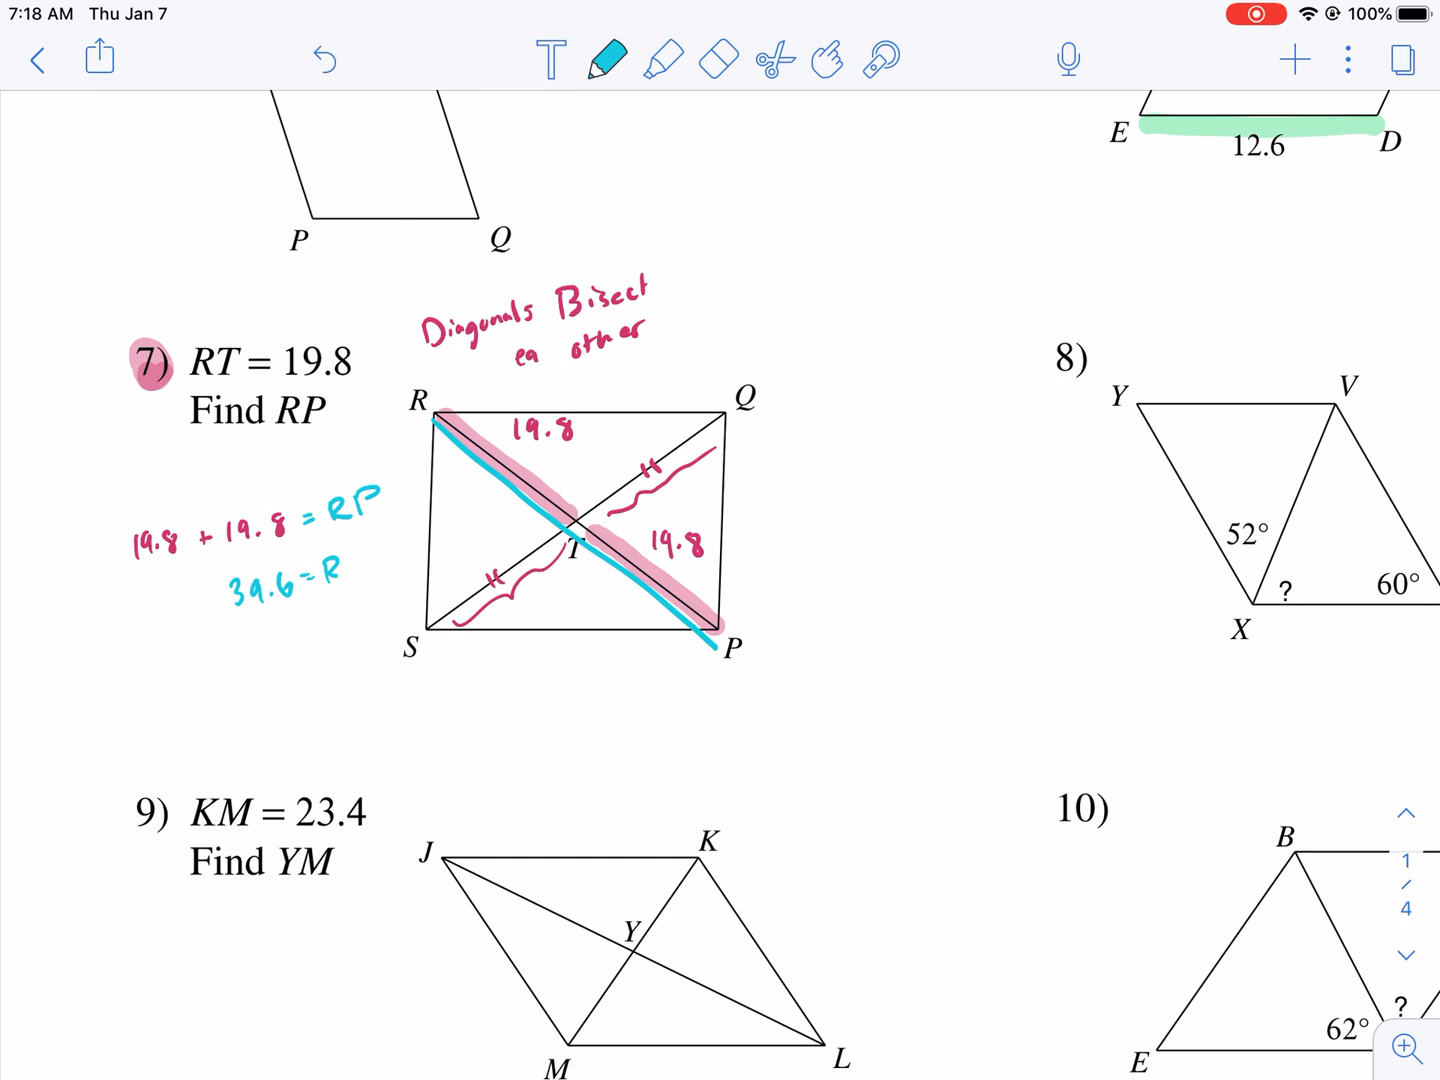 7:18 AM Thu Jan 7
100%
T
E
D
12.6
P
Q
Diagonals Bisect
ea other
7) RT = 19.8
Find RP
R
Q
19.8
19.8 + 19.8 = RP
39.6 = R
T
19.8
S
P
8)
Y
V
52°
?
60°
X
9) KM = 23.4
Find YM
J
K
Y
M
L
10)
B
1
/
4
?
62°
E